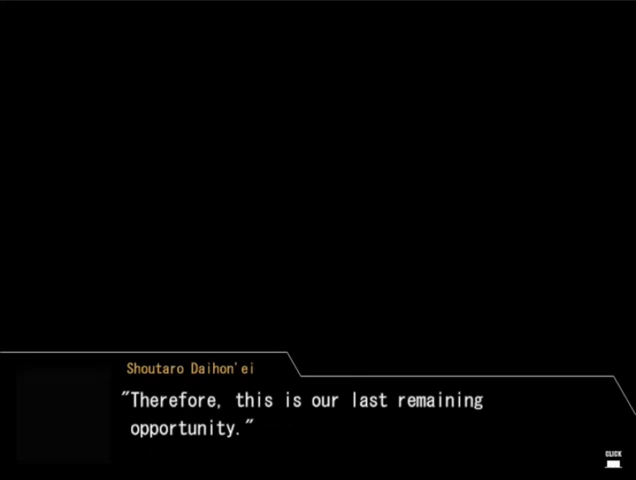 Shoutaro Daihon'ei
"Therefore, this is our last remaining
opportunity."
CLICK